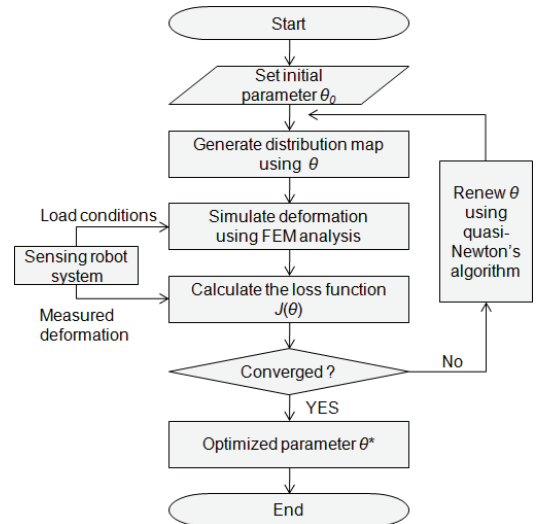 Start
Set initial
parameter θ0
Generate distribution map
using θ
Renew θ
using
quasi-
Newton's
algorithm
Load conditions
Simulate deformation
using FEM analysis
Sensing robot
system
Calculate the loss function
J(θ)
Measured
deformation
Converged ?
No
YES
Optimized parameter θ*
End